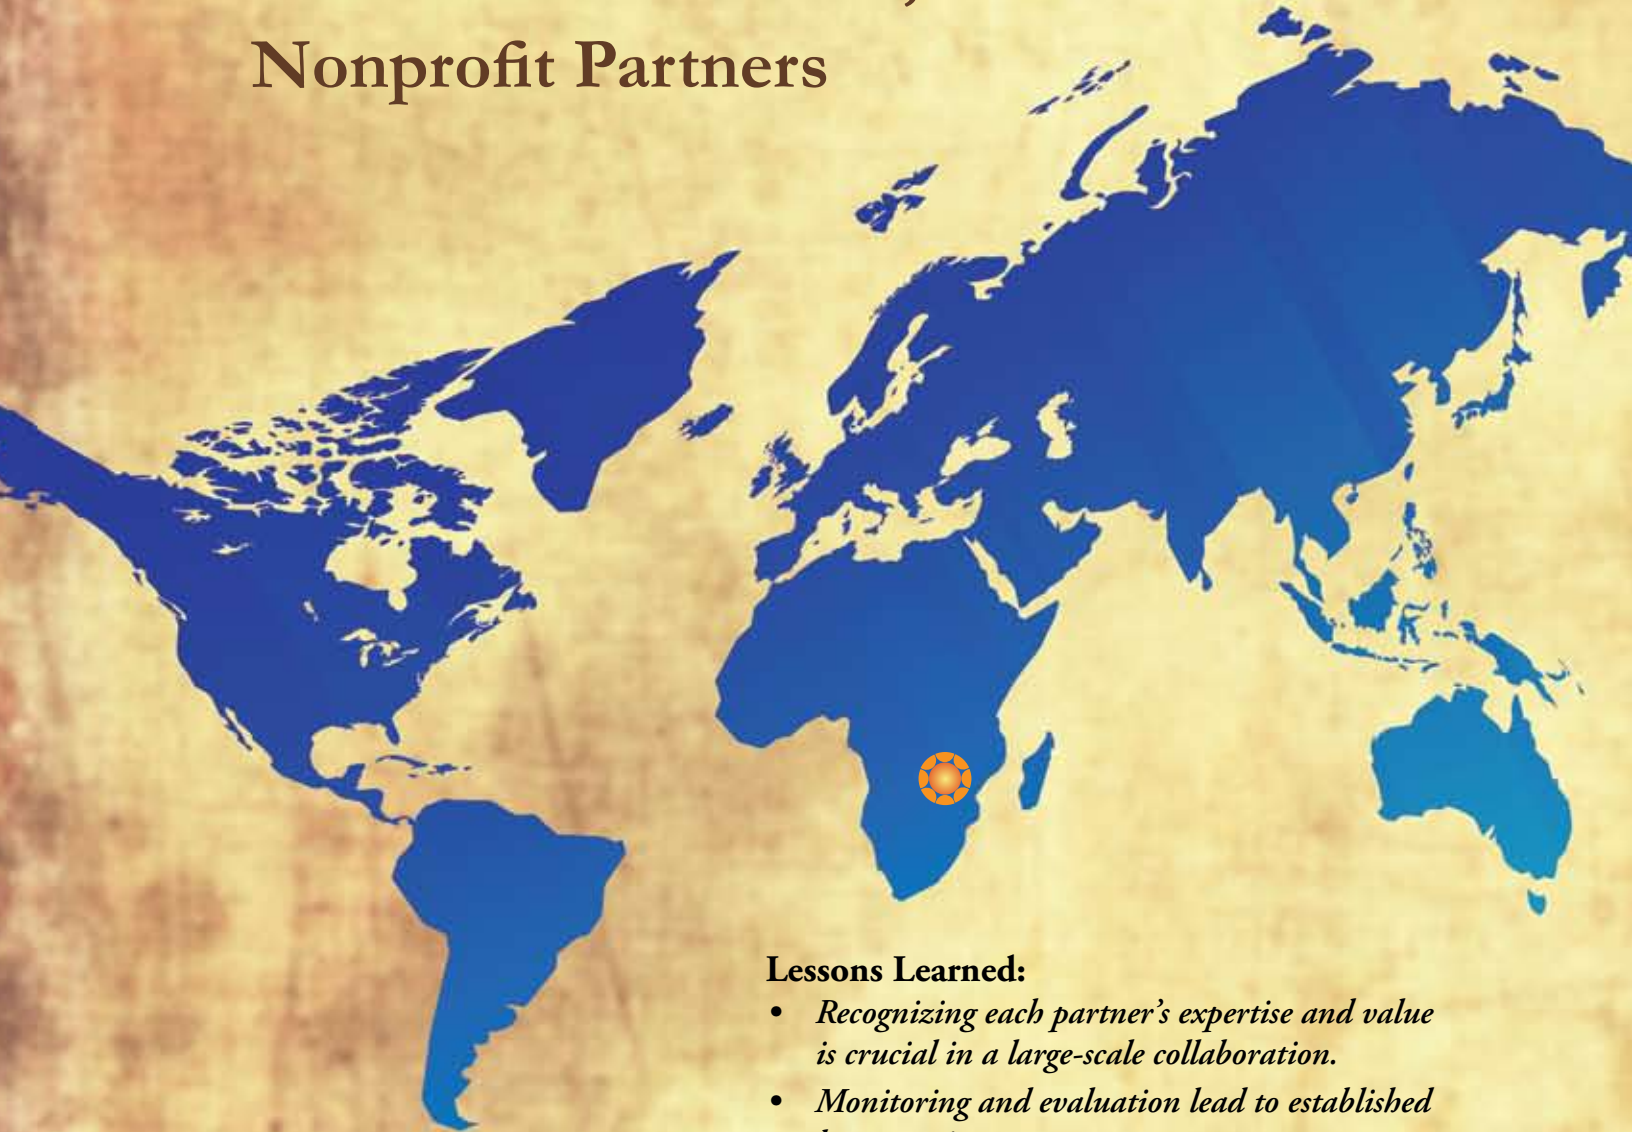 Nonprofit Partners
Lessons Learned:
• Recognizing each partner’s expertise and value
is crucial in a large-scale collaboration.
• Monitoring and evaluation lead to established